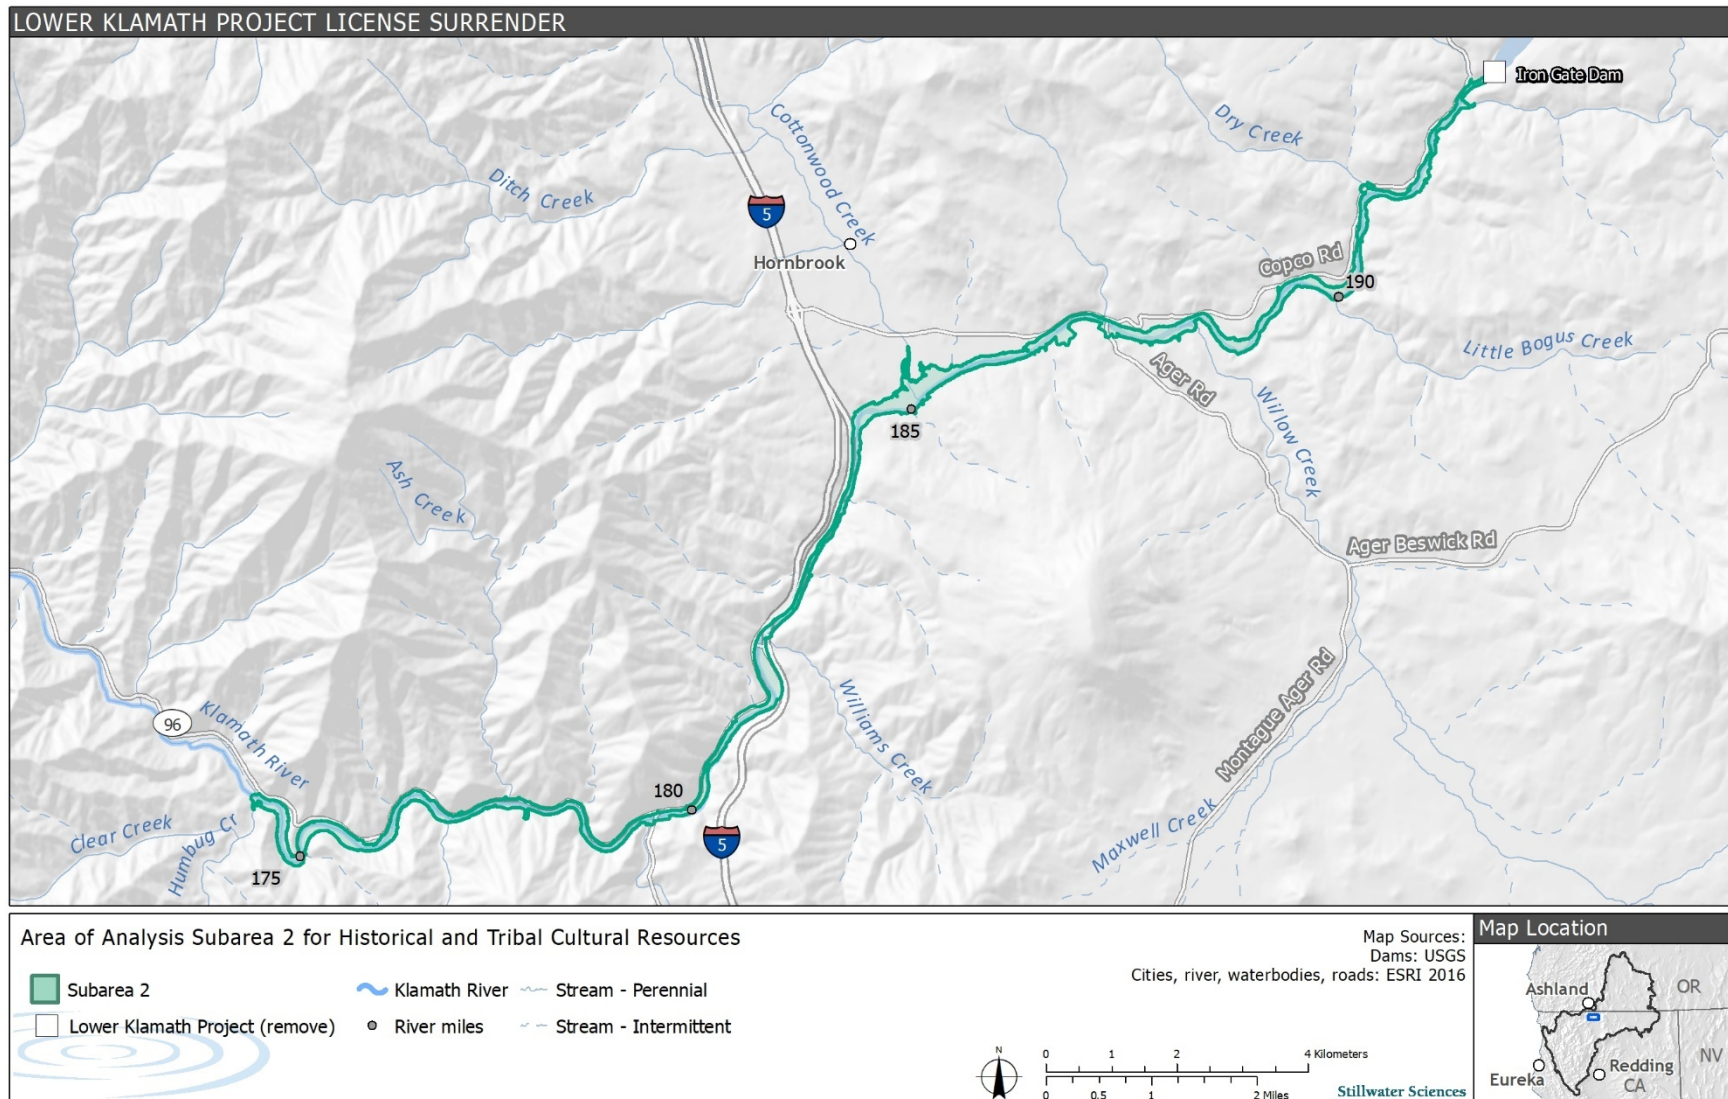 LOWER KLAMATH PROJECT LICENSE SURRENDER
Iron Gate Dam
Dry Creek
Cottonwood Creek
Ditch Creek
5
Hornbrook
Copco Rd
190
Little Bogus Creek
Ager Rd
Willow Creek
185
Ash Creek
Ager Beswick Rd
Montague Ager Rd
Williams Creek
96
Klamath River
180
5
Maxwell Creek
Clear Creek
Humbug Cr
175
Area of Analysis Subarea 2 for Historical and Tribal Cultural Resources
Subarea 2
Klamath River
Stream - Perennial
Lower Klamath Project (remove)
River miles
Stream - Intermittent
Map Sources:
Dams: USGS
Cities, river, waterbodies, roads: ESRI 2016
N
0 1 2 4 Kilometers
0 0.5 1 2 Miles
Stillwater Sciences
Map Location
Ashland
OR
Eureka
Redding
CA
NV